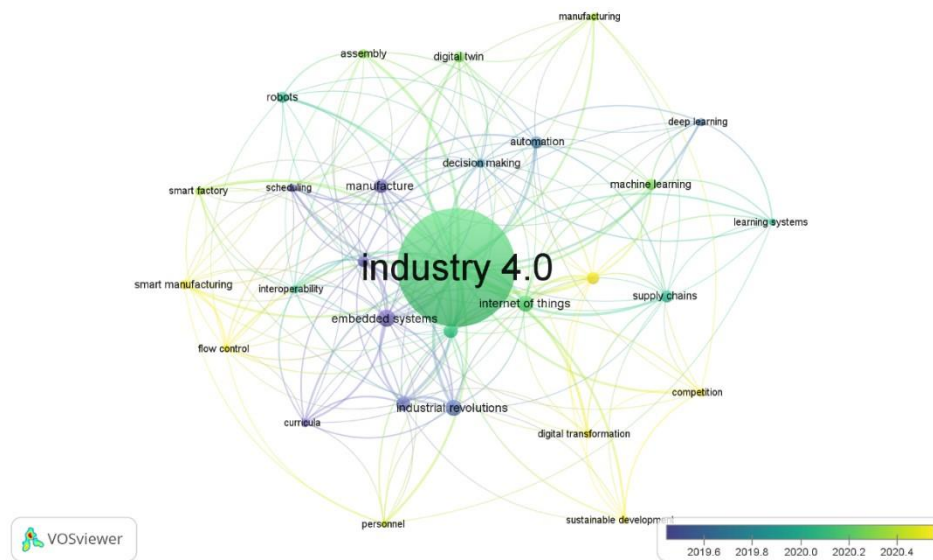 manufacturing
assembly
digital twin
robots
deep learning
automation
decision making
smart factory
scheduling
manufacture
machine learning
learning systems
industry 4.0
smart manufacturing
interoperability
internet of things
supply chains
embedded systems
flow control
competition
curricula
industrial revolutions
digital transformation
personnel
sustainable development
VOSviewer
2019.6 2019.8 2020.0 2020.2 2020.4